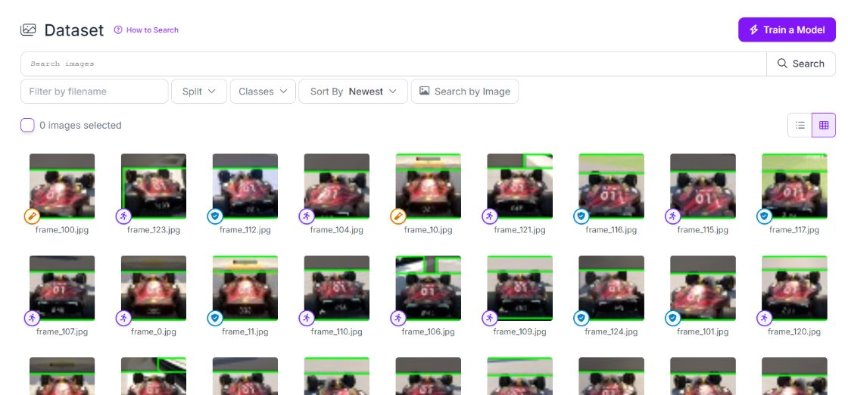 Dataset How to Search Train a Model
Search images Search
Filter by filename Split Classes Sort By Newest Search by Image
0 images selected
frame_100.jpg frame_123.jpg frame_112.jpg frame_104.jpg frame_10.jpg frame_121.jpg frame_116.jpg frame_115.jpg frame_117.jpg
frame_107.jpg frame_0.jpg frame_11.jpg frame_110.jpg frame_106.jpg frame_109.jpg frame_124.jpg frame_101.jpg frame_120.jpg